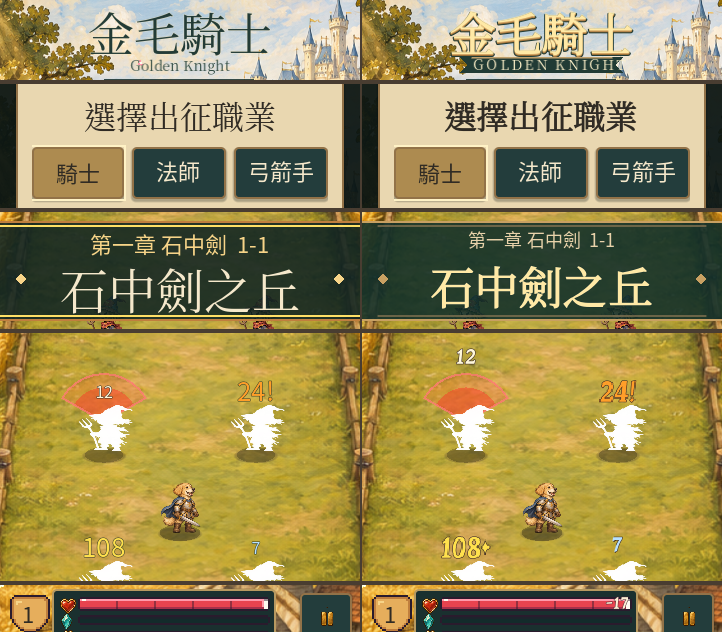 金毛騎士
Golden Knight
選擇出征職業
騎士
法師
弓箭手
第一章 石中劍 1-1
石中劍之丘
12
24!
108
7
1
金毛騎士
GOLDEN KNIGH
選擇出征職業
騎士
法師
弓箭手
第一章 石中劍 1-1
石中劍之丘
12
24!
108
7
1
-17